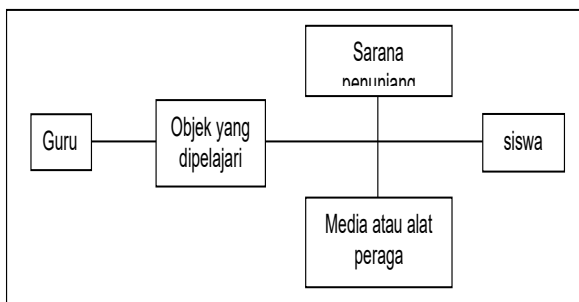 Sarana
penunjang
Guru
Objek yang
dipelajari
siswa
Media atau alat
peraga